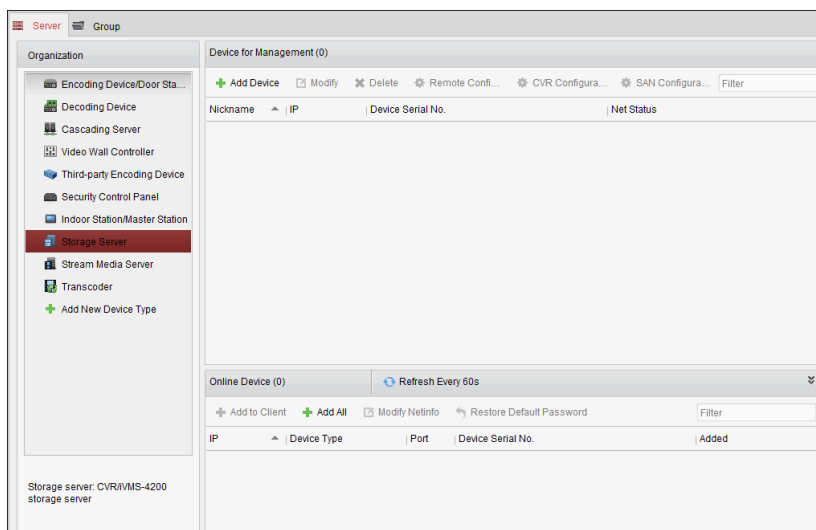 Server Group
Organization
Encoding Device/Door Sta...
Decoding Device
Cascading Server
Video Wall Controller
Third-party Encoding Device
Security Control Panel
Indoor Station/Master Station
Storage Server
Stream Media Server
Transcoder
Add New Device Type
Storage server: CVR/iVMS-4200
storage server
Device for Management (0)
Add Device Modify Delete Remote Confi... CVR Configura... SAN Configura... Filter
Nickname IP Device Serial No. Net Status
Online Device (0) Refresh Every 60s
Add to Client Add All Modify Netinfo Restore Default Password Filter
IP Device Type Port Device Serial No. Added